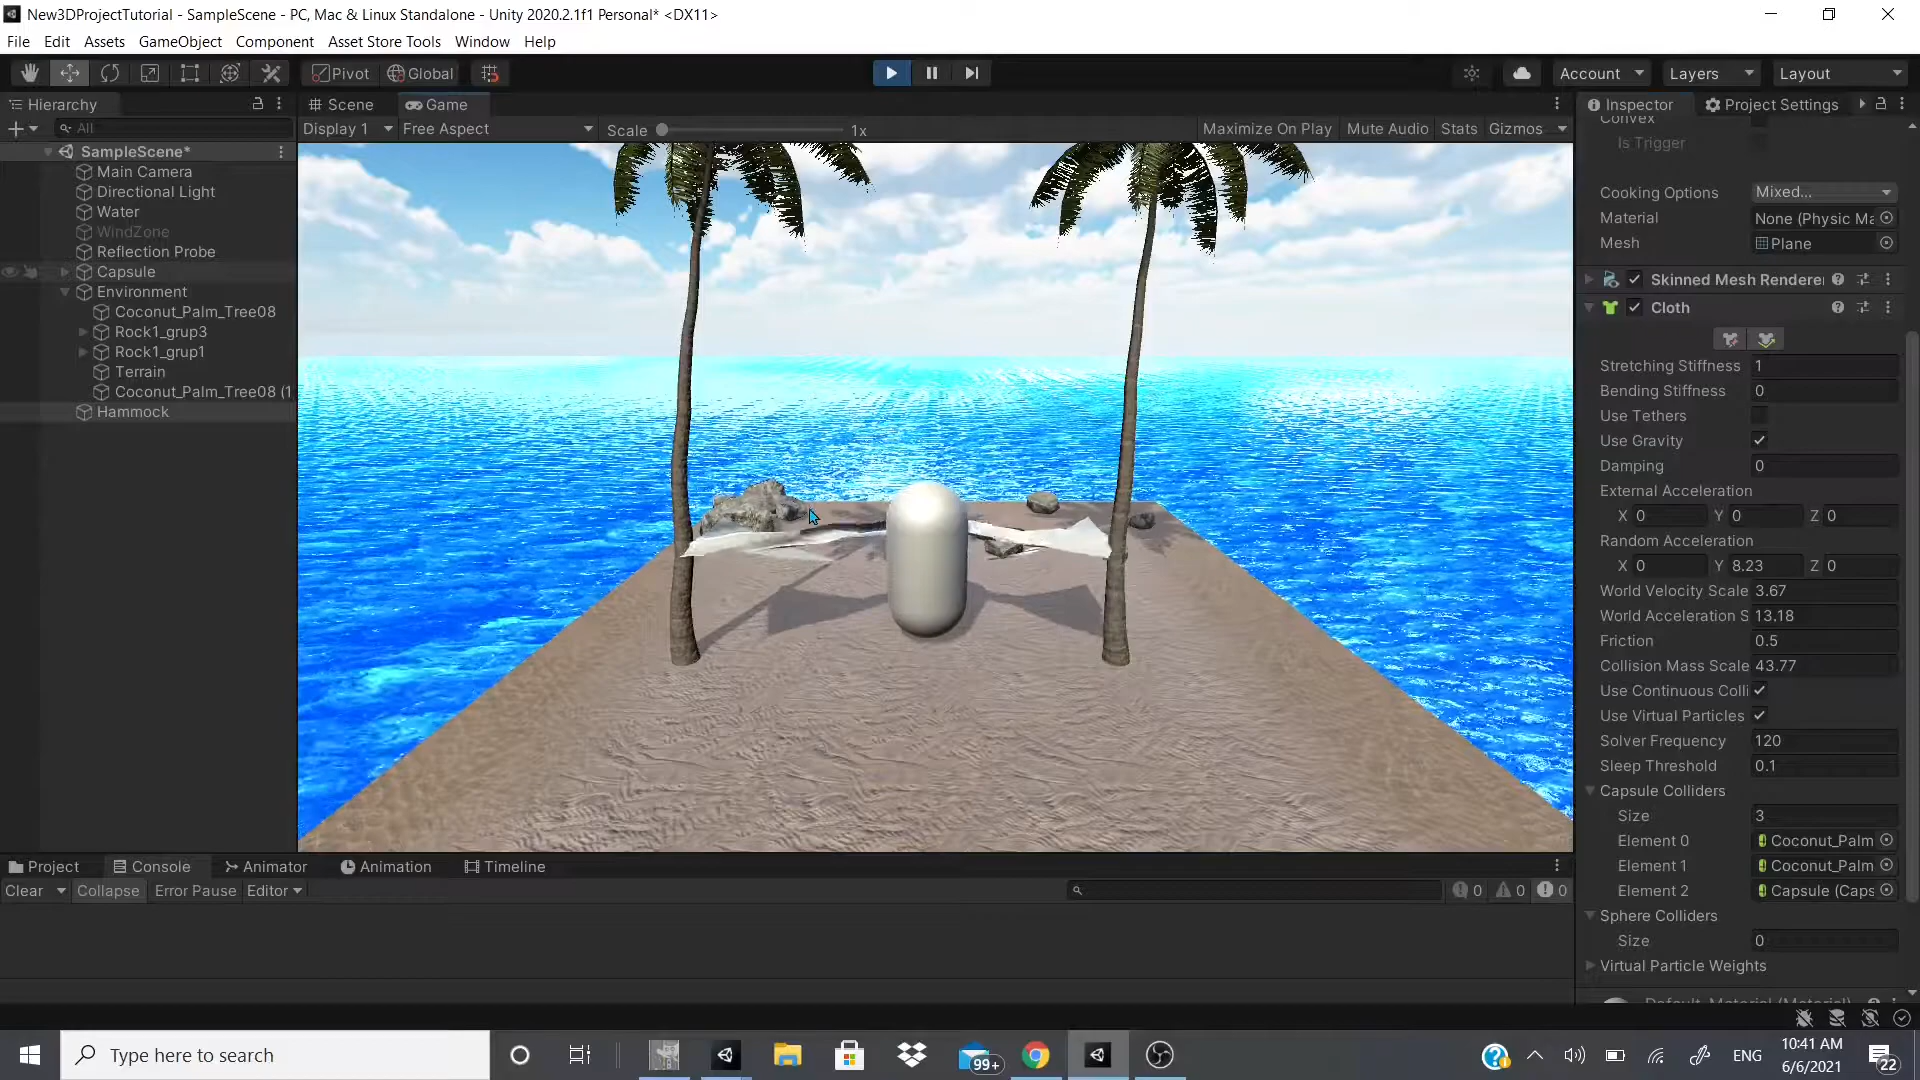 New3DProjectTutorial - SampleScene - PC, Mac & Linux Standalone - Unity 2020.2.1f1 Personal* <DX11>
File Edit Assets GameObject Component Asset Store Tools Window Help
Pivot Global Account Layers Layout
Hierarchy
All
SampleScene*
Main Camera
Directional Light
Water
WindZone
Reflection Probe
Capsule
Environment
Coconut_Palm_Tree08
Rock1_grup3
Rock1_grup1
Terrain
Coconut_Palm_Tree08 (1
Hammock
Scene Game
Display 1 Free Aspect Scale 1x Maximize On Play Mute Audio Stats Gizmos
Inspector Project Settings
Convex
Is Trigger
Cooking Options Mixed...
Material None (Physic Ma
Mesh Plane
Skinned Mesh Renderer
Cloth
Stretching Stiffness 1
Bending Stiffness 0
Use Tethers
Use Gravity
Damping 0
External Acceleration
X 0 Y 0 Z 0
Random Acceleration
X 0 Y 8.23 Z 0
World Velocity Scale 3.67
World Acceleration S 13.18
Friction 0.5
Collision Mass Scale 43.77
Use Continuous Colli
Use Virtual Particles
Solver Frequency 120
Sleep Threshold 0.1
Capsule Colliders
Size 3
Element 0 Coconut_Palm
Element 1 Coconut_Palm
Element 2 Capsule (Caps
Sphere Colliders
Size 0
Virtual Particle Weights
Default-Material (Material)
Project Console Animator Animation Timeline
Clear Collapse Error Pause Editor 0 0 0
Type here to search
99+
ENG
10:41 AM
6/6/2021
22